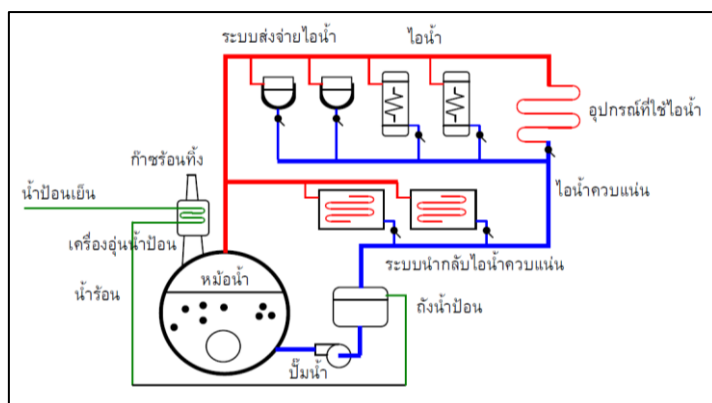 ระบบส่งจ่ายไอน้ำ
ไอน้ำ
อุปกรณ์ที่ใช้ไอน้ำ
ก๊าซร้อนทิ้ง
น้ำป้อนเย็น
ไอน้ำควบแน่น
เครื่องอุ่นน้ำป้อน
ระบบนำกลับไอน้ำควบแน่น
หม้อน้ำ
น้ำร้อน
ถังน้ำป้อน
ปั๊มน้ำ